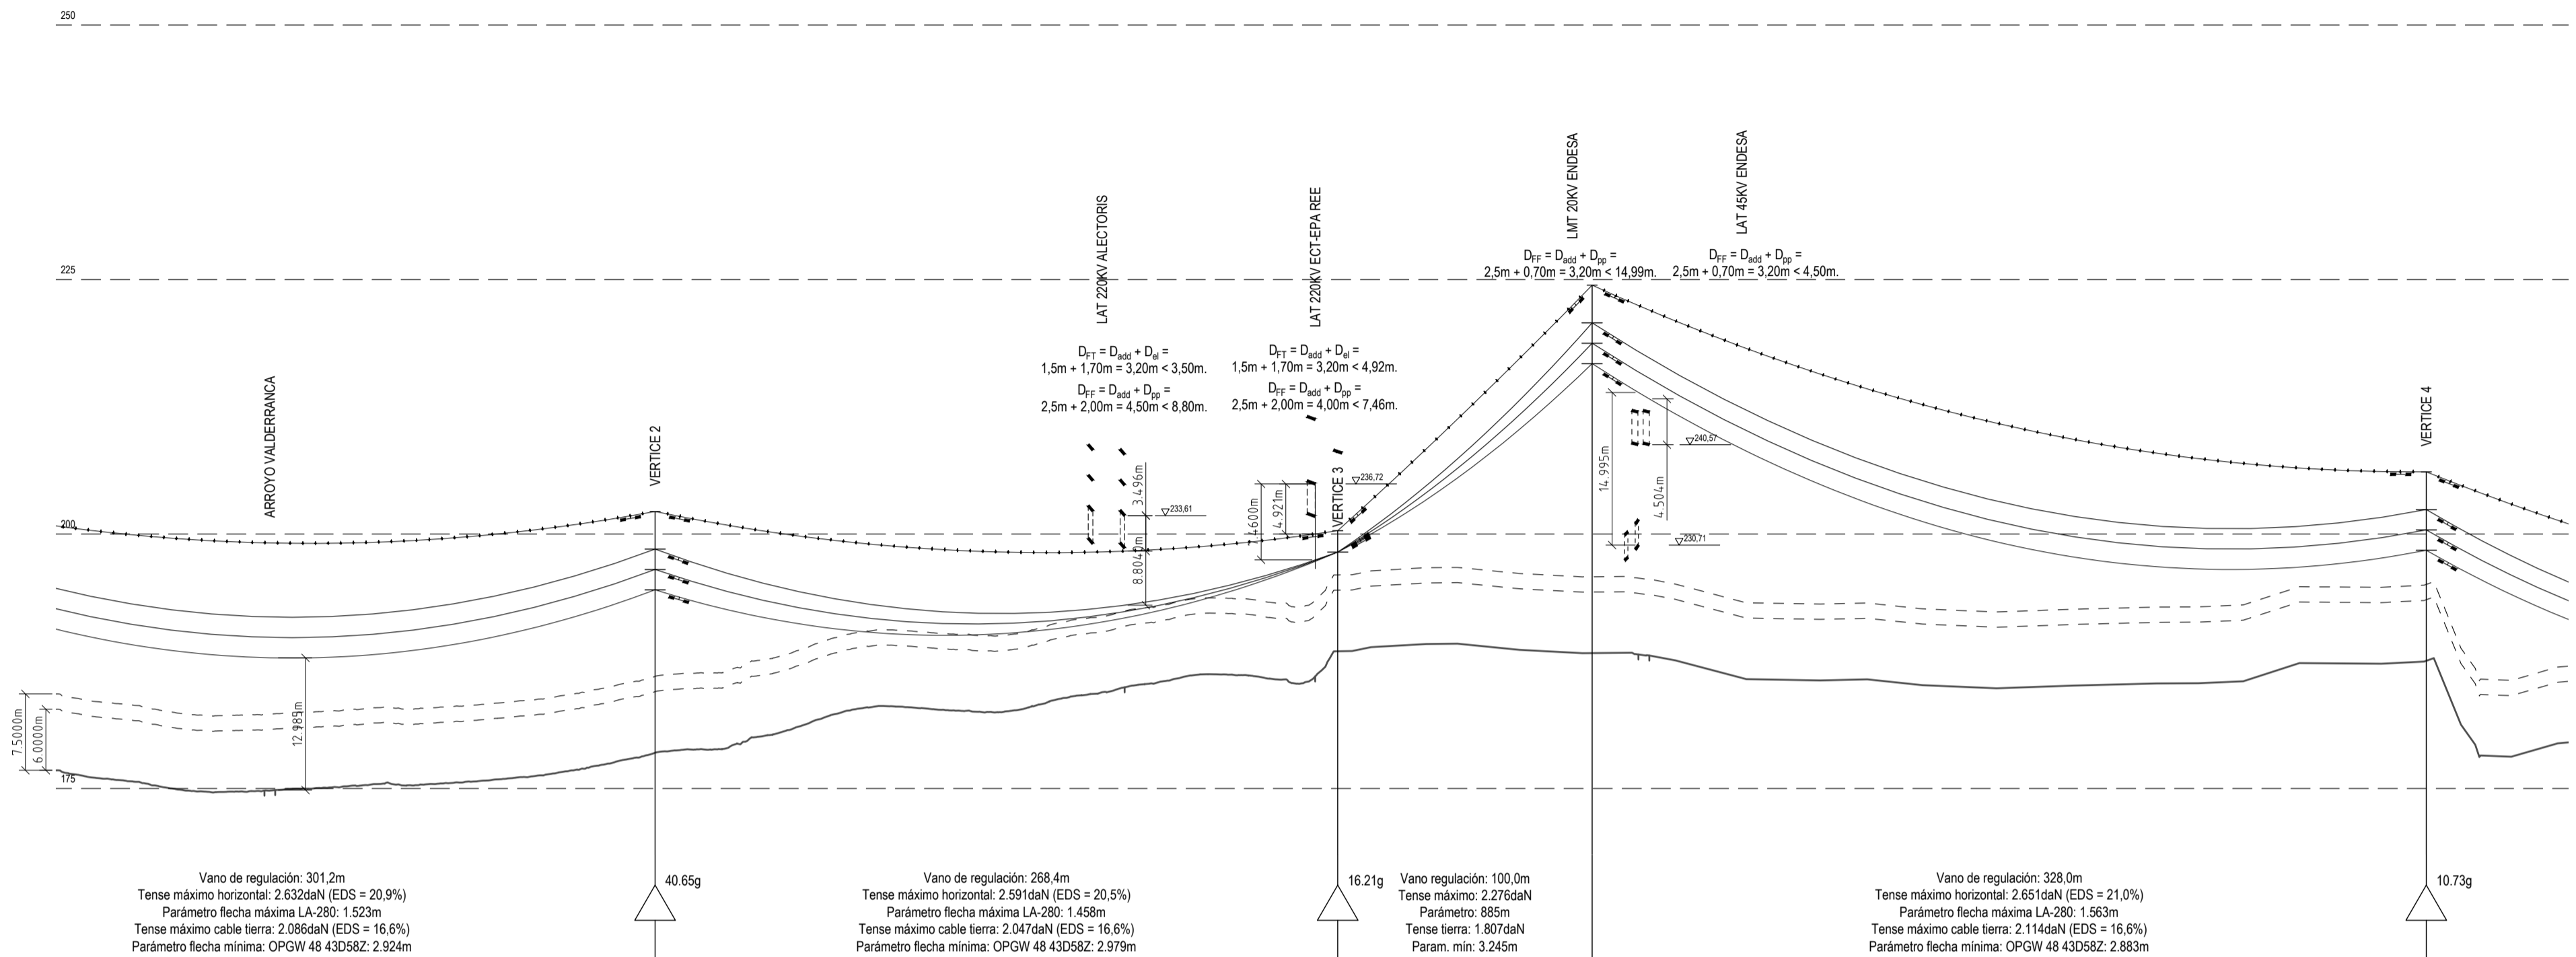 250
225
200
175
ARROYO VALDERRANCA
VERTICE 2
LAT 220KV ALECTORIS
D_FT = D_add + D_el =
1,5m + 1,70m = 3,20m < 3,50m.
D_FF = D_add + D_pp =
2,5m + 2,00m = 4,50m < 8,80m.
LAT 220KV ECT-EPA REE
D_FT = D_add + D_el =
1,5m + 1,70m = 3,20m < 4,92m.
D_FF = D_add + D_pp =
2,5m + 2,00m = 4,00m < 7,46m.
VERTICE 3
LMT 20KV ENDESA
D_FF = D_add + D_pp =
2,5m + 0,70m = 3,20m < 14,99m.
LAT 45KV ENDESA
D_FF = D_add + D_pp =
2,5m + 0,70m = 3,20m < 4,50m.
VERTICE 4
7.5000m
6.0000m
12.985m
3.496m
233,61
4.921m
236,72
14.995m
4.504m
240,57
230,71
Vano de regulación: 301,2m
Tense máximo horizontal: 2.632daN (EDS = 20,9%)
Parámetro flecha máxima LA-280: 1.523m
Tense máximo cable tierra: 2.086daN (EDS = 16,6%)
Parámetro flecha mínima: OPGW 48 43D58Z: 2.924m
40.65g
Vano de regulación: 268,4m
Tense máximo horizontal: 2.591daN (EDS = 20,5%)
Parámetro flecha máxima LA-280: 1.458m
Tense máximo cable tierra: 2.047daN (EDS = 16,6%)
Parámetro flecha mínima: OPGW 48 43D58Z: 2.979m
16.21g
Vano regulación: 100,0m
Tense máximo: 2.276daN
Parámetro: 885m
Tense tierra: 1.807daN
Param. mín: 3.245m
Vano de regulación: 328,0m
Tense máximo horizontal: 2.651daN (EDS = 21,0%)
Parámetro flecha máxima LA-280: 1.563m
Tense máximo cable tierra: 2.114daN (EDS = 16,6%)
Parámetro flecha mínima: OPGW 48 43D58Z: 2.883m
10.73g